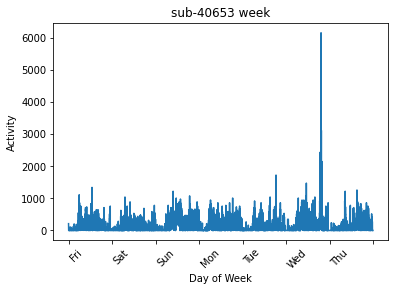 sub-40653 week
Activity
6000
5000
4000
3000
2000
1000
0
Fri
Sat
Sun
Mon
Tue
Wed
Thu
Day of Week